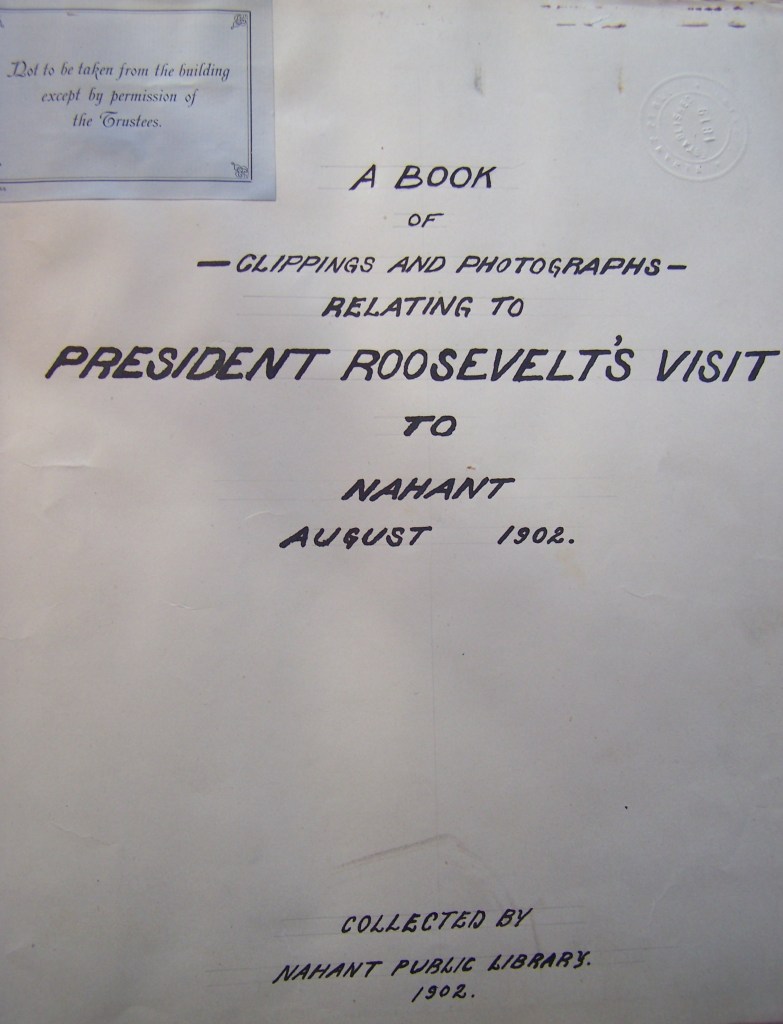 Not to be taken from the building
except by permission of
the Trustees.
A BOOK
OF
— CLIPPINGS AND PHOTOGRAPHS —
RELATING TO
PRESIDENT ROOSEVELT'S VISIT
TO
NAHANT
AUGUST 1902.
COLLECTED BY
NAHANT PUBLIC LIBRARY.
1902.